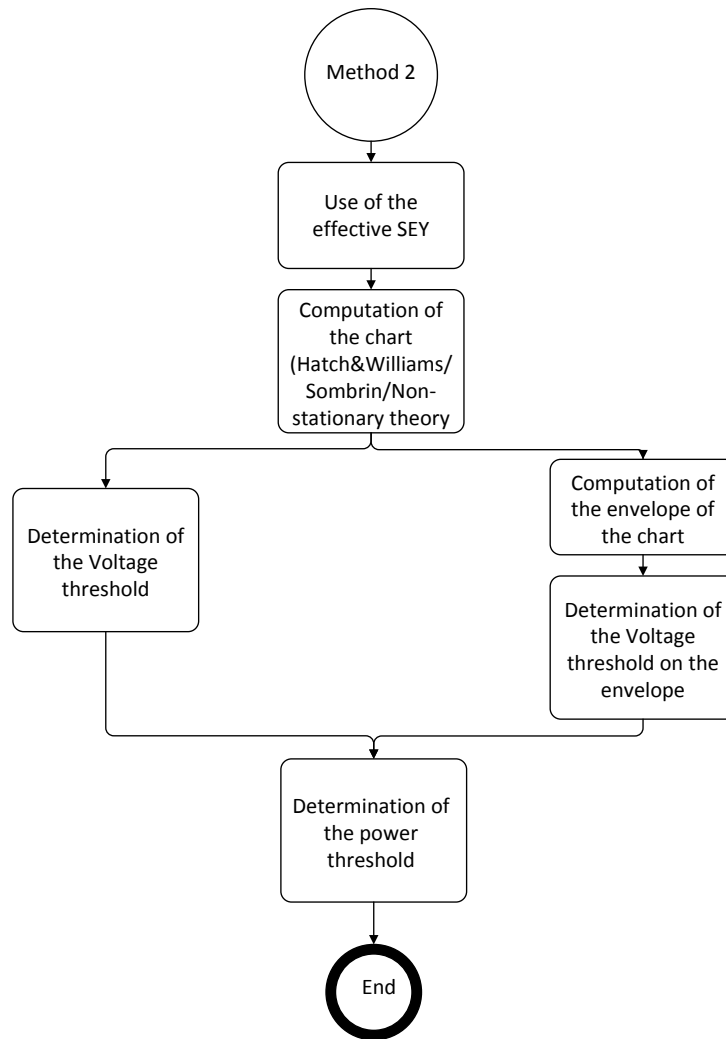 Method 2
Use of the
effective SEY
Computation of
the chart
(Hatch&Williams/
Sombrin/Non-
stationary theory
Determination of
the Voltage
threshold
Computation of
the envelope of
the chart
Determination of
the Voltage
threshold on the
envelope
Determination of
the power
threshold
End